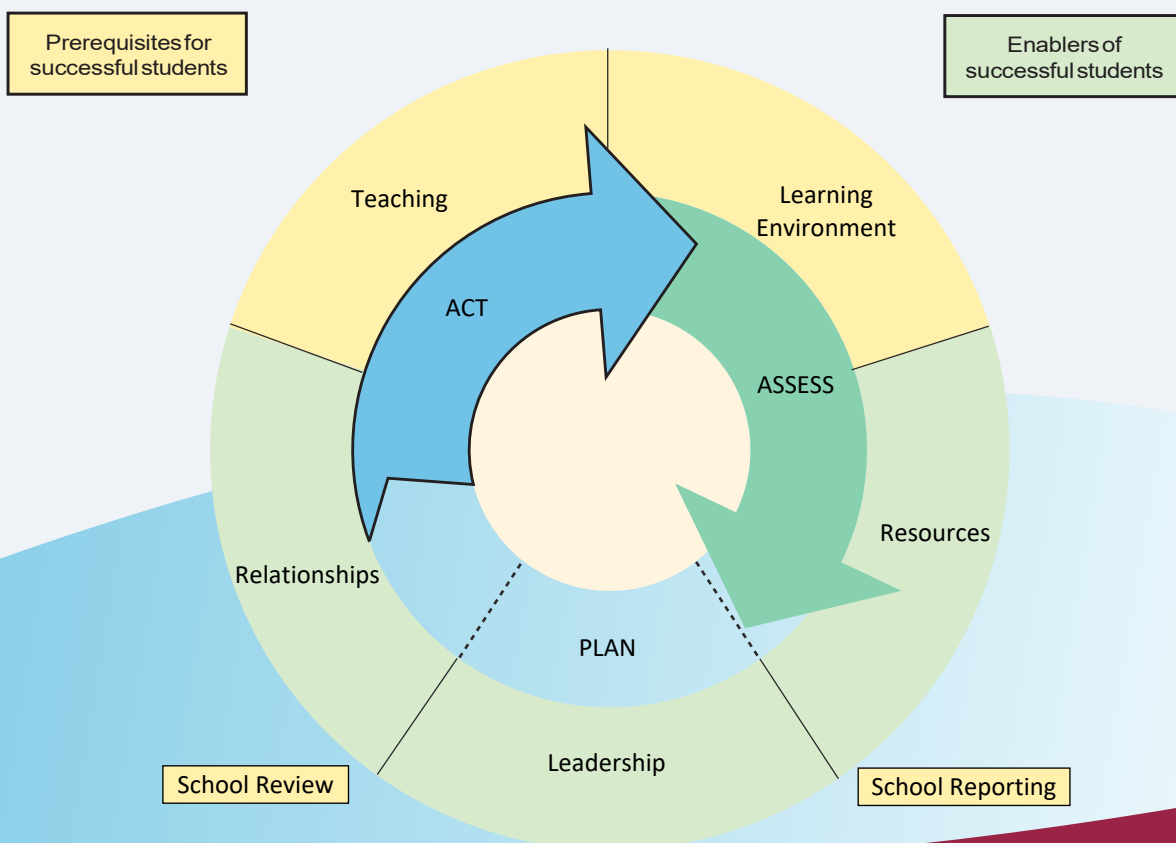 Prerequisites for
successful students
Enablers of
successful students
Teaching
Learning
Environment
ACT
ASSESS
Resources
Relationships
PLAN
Leadership
School Review
School Reporting